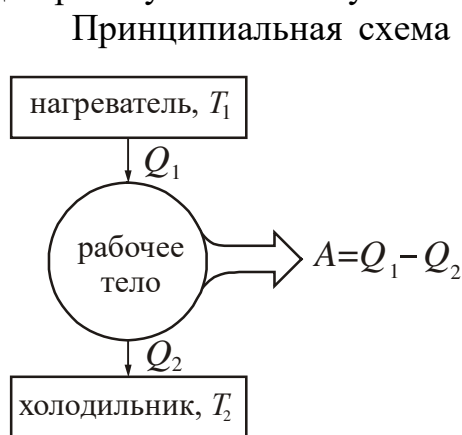 Принципиальная схема
нагреватель, T₁
Q₁
рабочее
тело
A=Q₁−Q₂
Q₂
холодильник, T₂